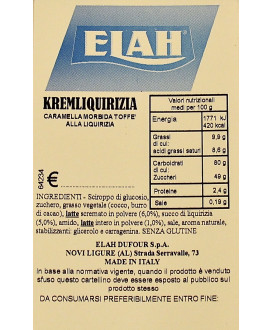 ELAH
KREMLIQUIRIZIA
CARAMELLA MORBIDA TOFFE'
ALLA LIQUIRIZIA
64234
€
Valori nutrizionali
medi per 100 g
Energia 1771 kJ
420 kcal
Grassi 9,9 g
di cui:
acidi grassi saturi 8,6 g
Carboidrati 80 g
di cui:
Zuccheri 49 g
Proteine 2,4 g
Sale 0,19 g
INGREDIENTI - Sciroppo di glucosio,
zucchero, grasso vegetale (cocco, burro
di cacao), latte scremato in polvere (6,0%), succo di liquirizia
(5,0%), amido, latte intero in polvere (1,0%), sale, aroma naturale,
stabilizzanti: glicerolo e carragenina. SENZA GLUTINE
ELAH DUFOUR S.p.A.
NOVI LIGURE (AL) Strada Serravalle, 73
MADE IN ITALY
In base alla normativa vigente, quando il prodotto è venduto
sfuso questo cartellino deve essere esposto al pubblico sul
prodotto stesso
DA CONSUMARSI PREFERIBILMENTE ENTRO FINE: